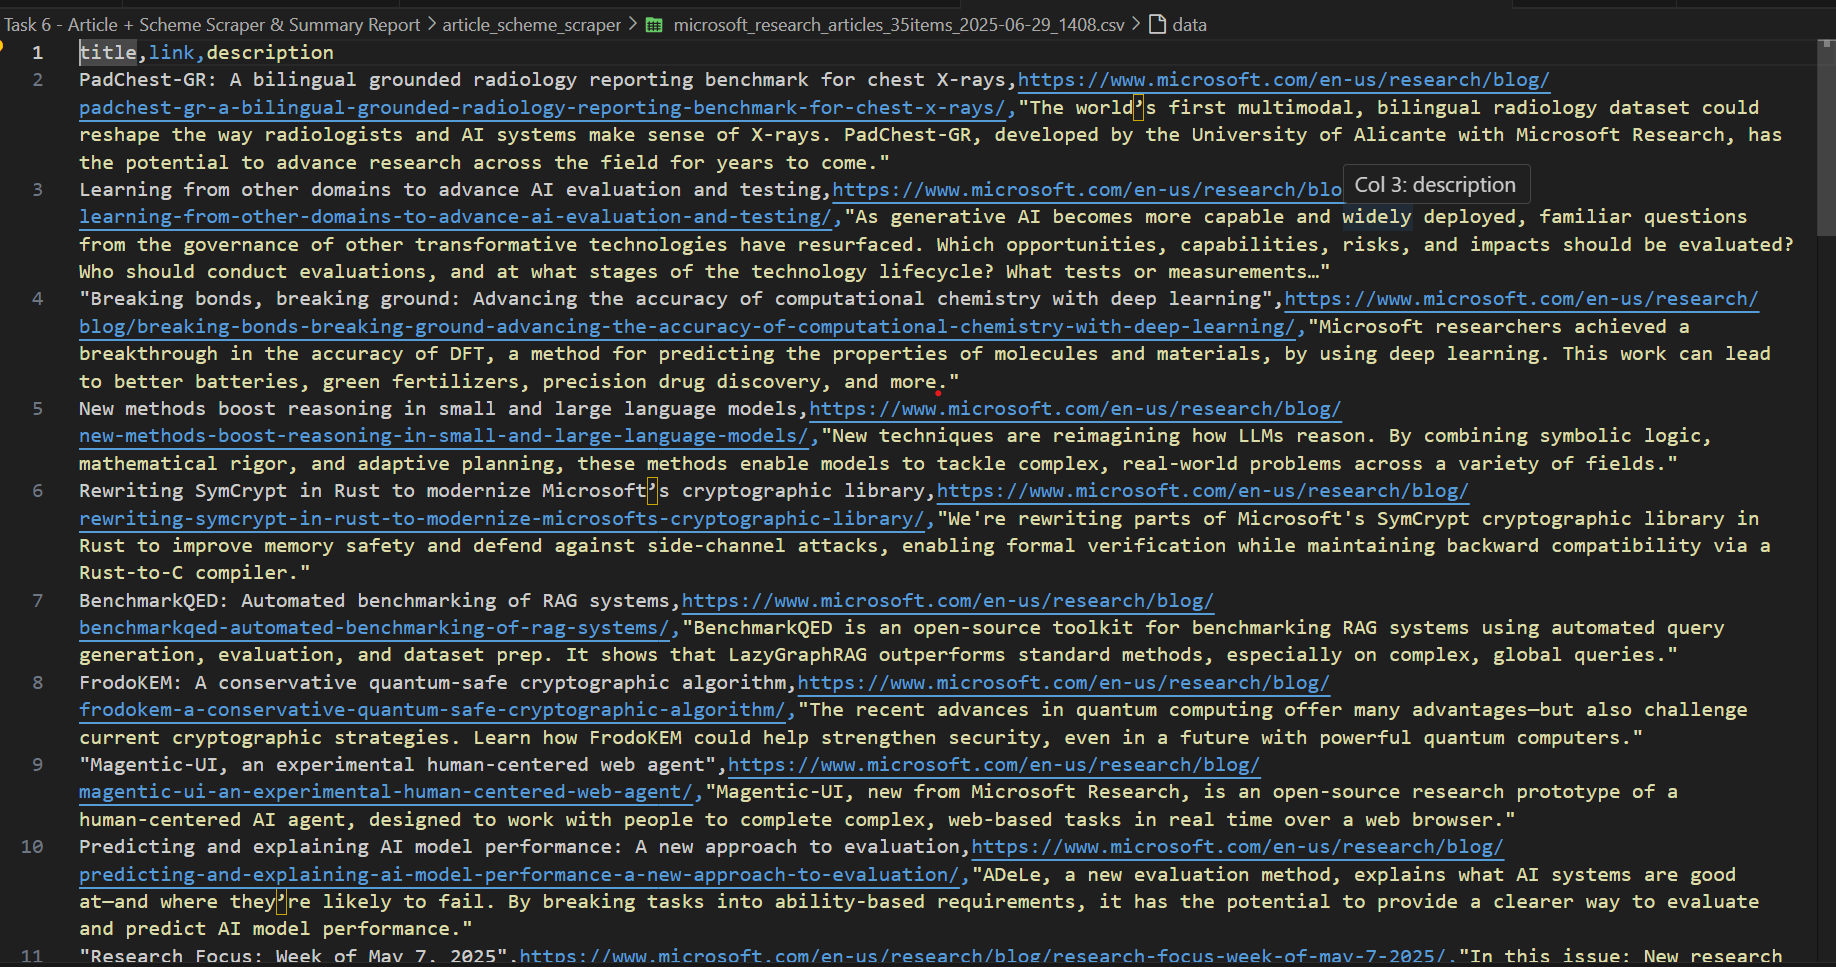 Task 6 - Article + Scheme Scraper & Summary Report > article_scheme_scraper > microsoft_research_articles_35items_2025-06-29_1408.csv > data
1 title,link,description
2 PadChest-GR: A bilingual grounded radiology reporting benchmark for chest X-rays,https://www.microsoft.com/en-us/research/blog/
padchest-gr-a-bilingual-grounded-radiology-reporting-benchmark-for-chest-x-rays/,"The world’s first multimodal, bilingual radiology dataset could
reshape the way radiologists and AI systems make sense of X-rays. PadChest-GR, developed by the University of Alicante with Microsoft Research, has
the potential to advance research across the field for years to come."
3 Learning from other domains to advance AI evaluation and testing,https://www.microsoft.com/en-us/research/blo
Col 3: description
learning-from-other-domains-to-advance-ai-evaluation-and-testing/,"As generative AI becomes more capable and widely deployed, familiar questions
from the governance of other transformative technologies have resurfaced. Which opportunities, capabilities, risks, and impacts should be evaluated?
Who should conduct evaluations, and at what stages of the technology lifecycle? What tests or measurements…"
4 "Breaking bonds, breaking ground: Advancing the accuracy of computational chemistry with deep learning",https://www.microsoft.com/en-us/research/
blog/breaking-bonds-breaking-ground-advancing-the-accuracy-of-computational-chemistry-with-deep-learning/,"Microsoft researchers achieved a
breakthrough in the accuracy of DFT, a method for predicting the properties of molecules and materials, by using deep learning. This work can lead
to better batteries, green fertilizers, precision drug discovery, and more."
5 New methods boost reasoning in small and large language models,https://www.microsoft.com/en-us/research/blog/
new-methods-boost-reasoning-in-small-and-large-language-models/,"New techniques are reimagining how LLMs reason. By combining symbolic logic,
mathematical rigor, and adaptive planning, these methods enable models to tackle complex, real-world problems across a variety of fields."
6 Rewriting SymCrypt in Rust to modernize Microsoft’s cryptographic library,https://www.microsoft.com/en-us/research/blog/
rewriting-symcrypt-in-rust-to-modernize-microsofts-cryptographic-library/,"We're rewriting parts of Microsoft's SymCrypt cryptographic library in
Rust to improve memory safety and defend against side-channel attacks, enabling formal verification while maintaining backward compatibility via a
Rust-to-C compiler."
7 BenchmarkQED: Automated benchmarking of RAG systems,https://www.microsoft.com/en-us/research/blog/
benchmarkqed-automated-benchmarking-of-rag-systems/,"BenchmarkQED is an open-source toolkit for benchmarking RAG systems using automated query
generation, evaluation, and dataset prep. It shows that LazyGraphRAG outperforms standard methods, especially on complex, global queries."
8 FrodoKEM: A conservative quantum-safe cryptographic algorithm,https://www.microsoft.com/en-us/research/blog/
frodokem-a-conservative-quantum-safe-cryptographic-algorithm/,"The recent advances in quantum computing offer many advantages—but also challenge
current cryptographic strategies. Learn how FrodoKEM could help strengthen security, even in a future with powerful quantum computers."
9 "Magentic-UI, an experimental human-centered web agent",https://www.microsoft.com/en-us/research/blog/
magentic-ui-an-experimental-human-centered-web-agent/,"Magentic-UI, new from Microsoft Research, is an open-source research prototype of a
human-centered AI agent, designed to work with people to complete complex, web-based tasks in real time over a web browser."
10 Predicting and explaining AI model performance: A new approach to evaluation,https://www.microsoft.com/en-us/research/blog/
predicting-and-explaining-ai-model-performance-a-new-approach-to-evaluation/,"ADeLe, a new evaluation method, explains what AI systems are good
at—and where they’re likely to fail. By breaking tasks into ability-based requirements, it has the potential to provide a clearer way to evaluate
and predict AI model performance."
11 "Research Focus: Week of May 7, 2025",https://www.microsoft.com/en-us/research/blog/research-focus-week-of-may-7-2025/,"In this issue: New research